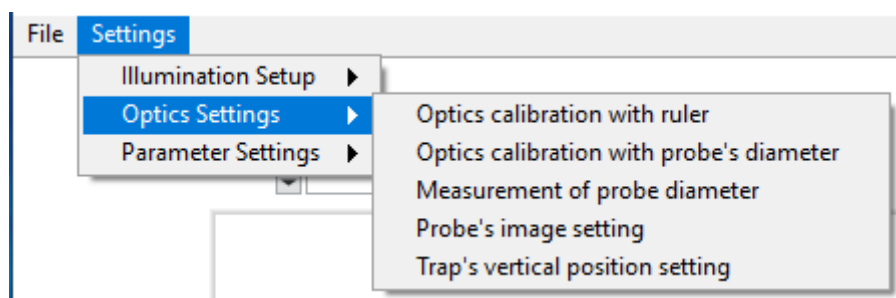 File Settings
Illumination Setup
Optics Settings
Parameter Settings
Optics calibration with ruler
Optics calibration with probe's diameter
Measurement of probe diameter
Probe's image setting
Trap's vertical position setting